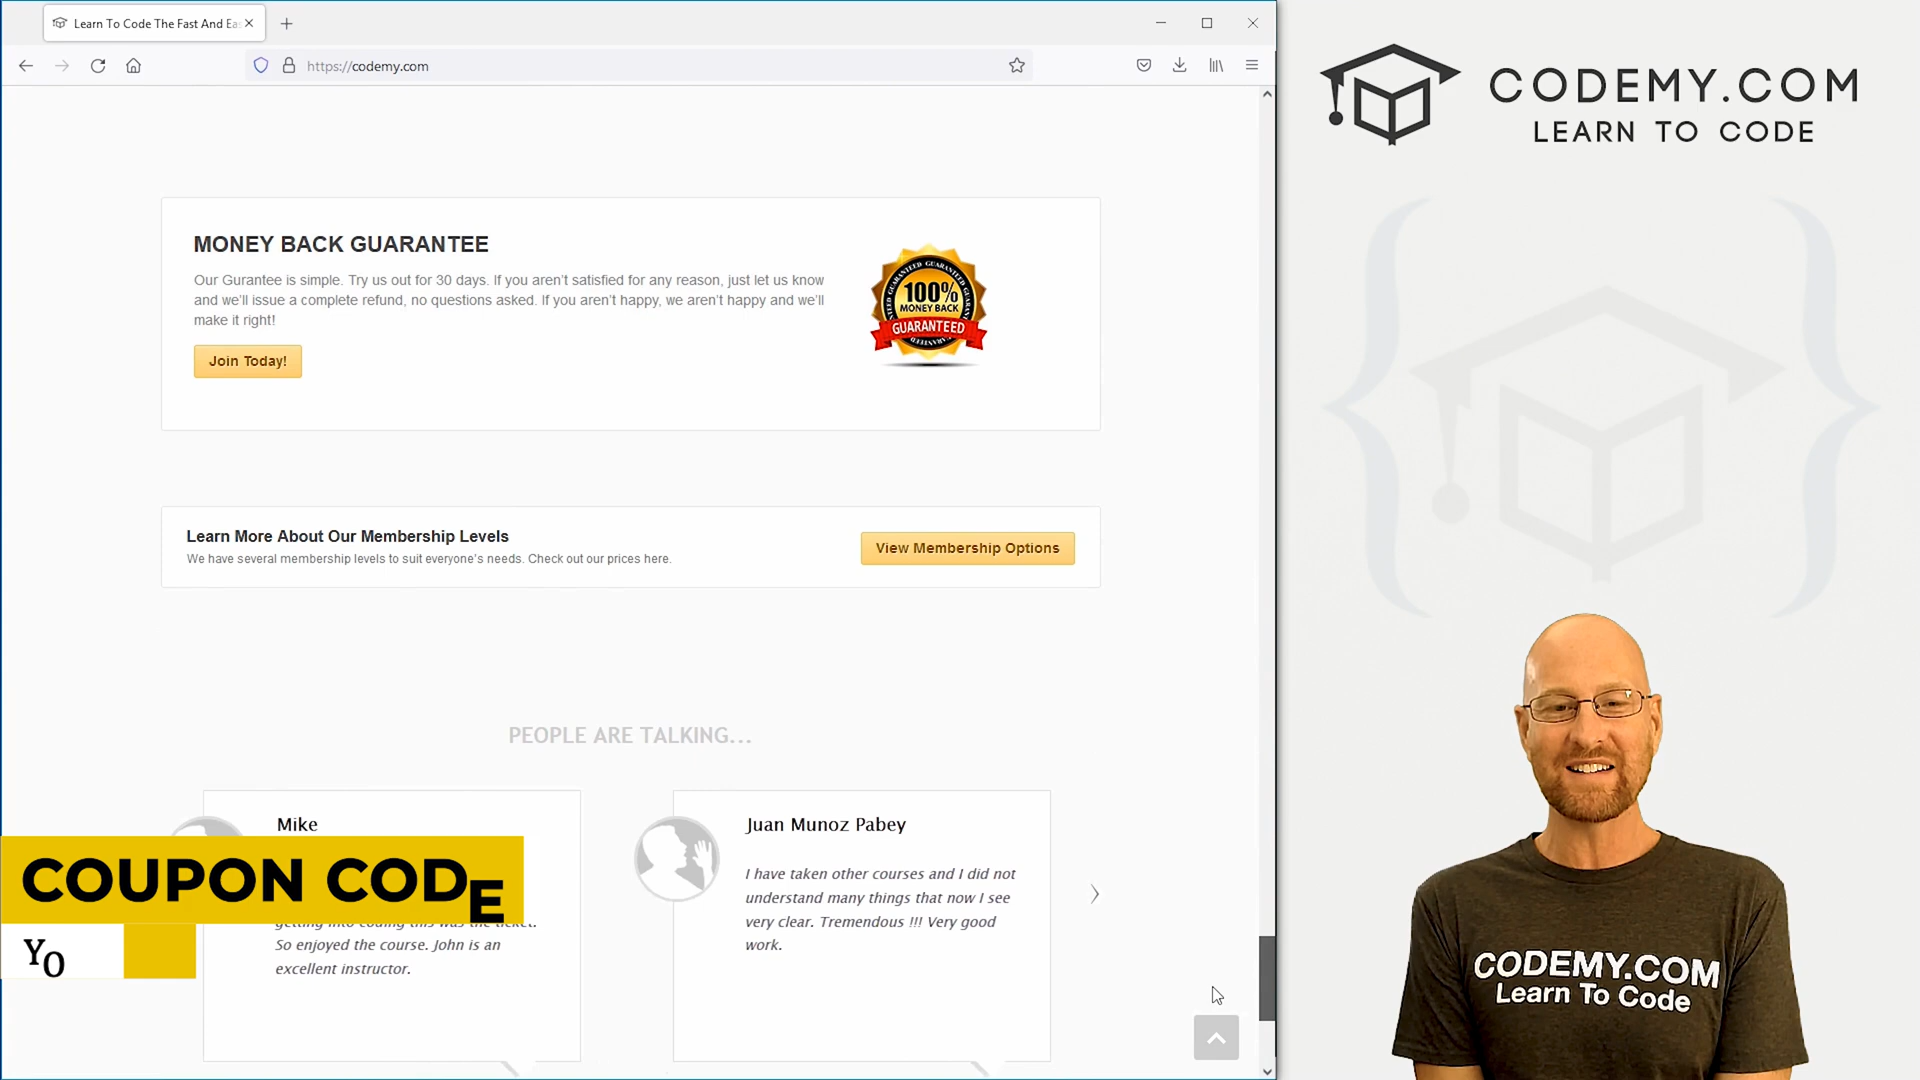 Learn To Code The Fast And Ea
https://codemy.com
CODEMY.COM
LEARN TO CODE
MONEY BACK GUARANTEE
Our Gurantee is simple. Try us out for 30 days. If you aren't satisfied for any reason, just let us know
and we'll issue a complete refund, no questions asked. If you aren't happy, we aren't happy and we'll
make it right!
Join Today!
100%
MONEY BACK
GUARANTEED
Learn More About Our Membership Levels
We have several membership levels to suit everyone's needs. Check out our prices here.
View Membership Options
PEOPLE ARE TALKING...
Mike
So enjoyed the course. John is an
excellent instructor.
Juan Munoz Pabey
I have taken other courses and I did not
understand many things that now I see
very clear. Tremendous !!! Very good
work.
COUPON CODE
YO
CODEMY.COM
Learn To Code